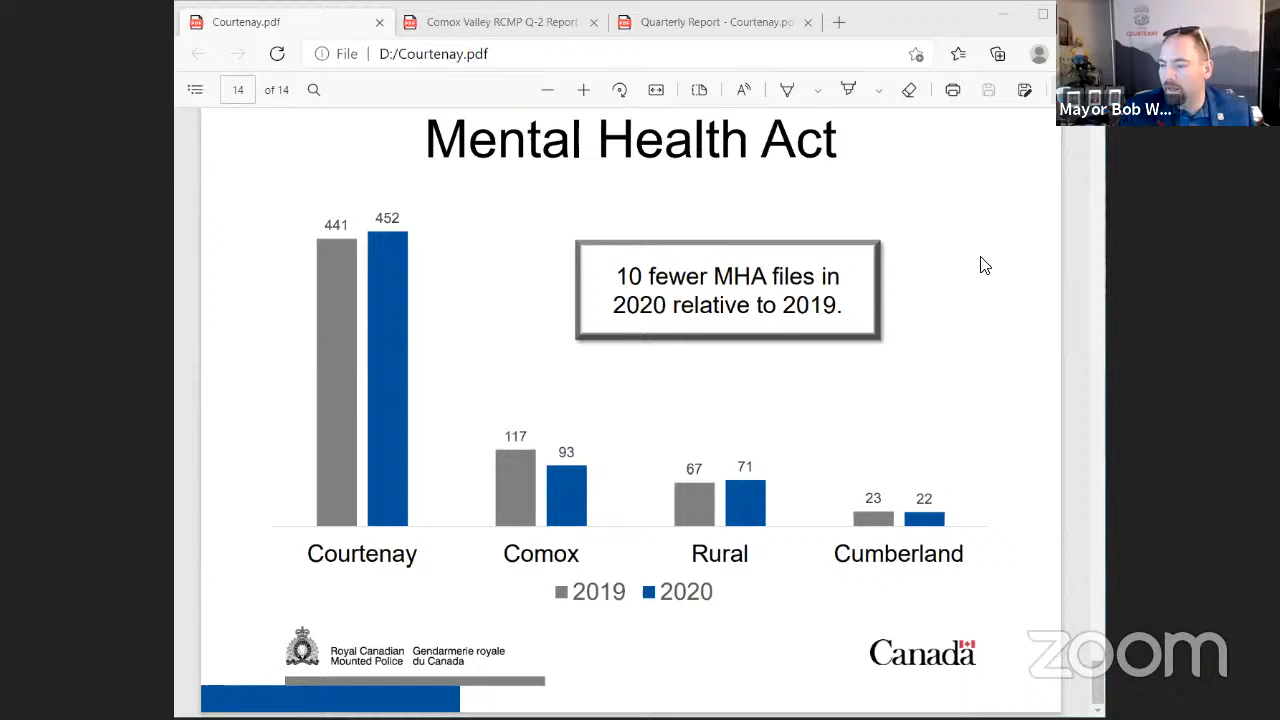 Courtenay.pdf
Comox Valley RCMP Q-2 Report
Quarterly Report - Courtenay.po
File
D:/Courtenay.pdf
14 of 14
COURTENAY
Mayor Bob W...
Mental Health Act
441
452
10 fewer MHA files in
2020 relative to 2019.
117
93
67
71
23
22
Courtenay
Comox
Rural
Cumberland
2019
2020
Royal Canadian Gendarmerie royale
Mounted Police du Canada
Canada
zoom